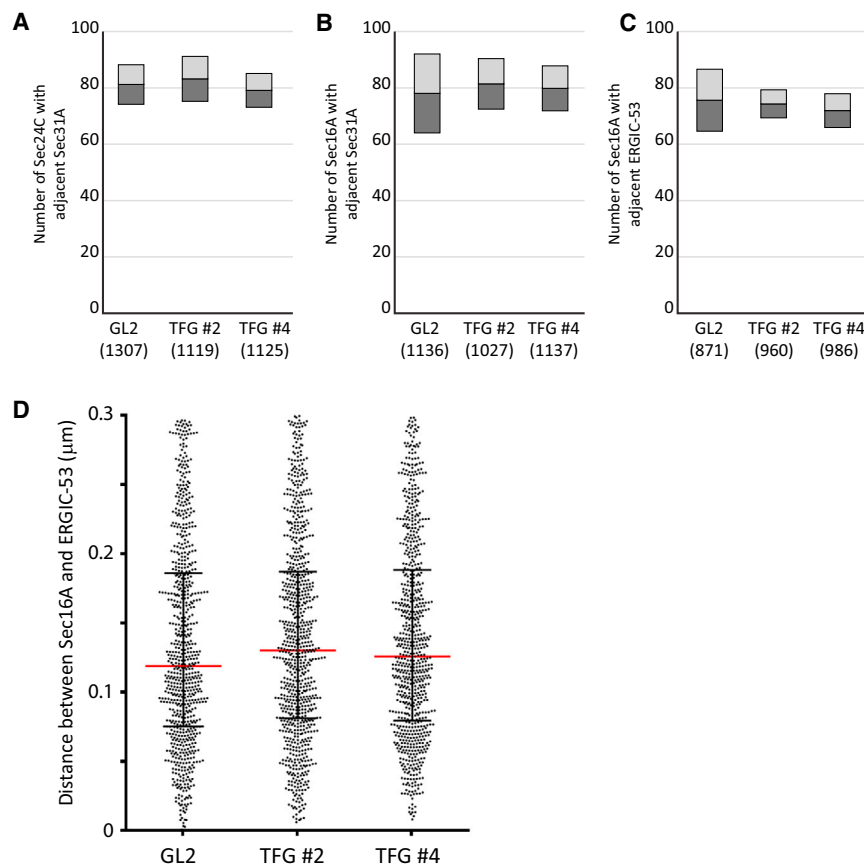 A
Number of Sec24C with
adjacent Sec31A
100
80
60
40
20
0
GL2
(1307)
TFG #2
(1119)
TFG #4
(1125)
B
Number of Sec16A with
adjacent Sec31A
100
80
60
40
20
0
GL2
(1136)
TFG #2
(1027)
TFG #4
(1137)
C
Number of Sec16A with
adjacent ERGIC-53
100
80
60
40
20
0
GL2
(871)
TFG #2
(960)
TFG #4
(986)
D
Distance between Sec16A and ERGIC-53 (μm)
0.3
0.2
0.1
0
GL2
TFG #2
TFG #4